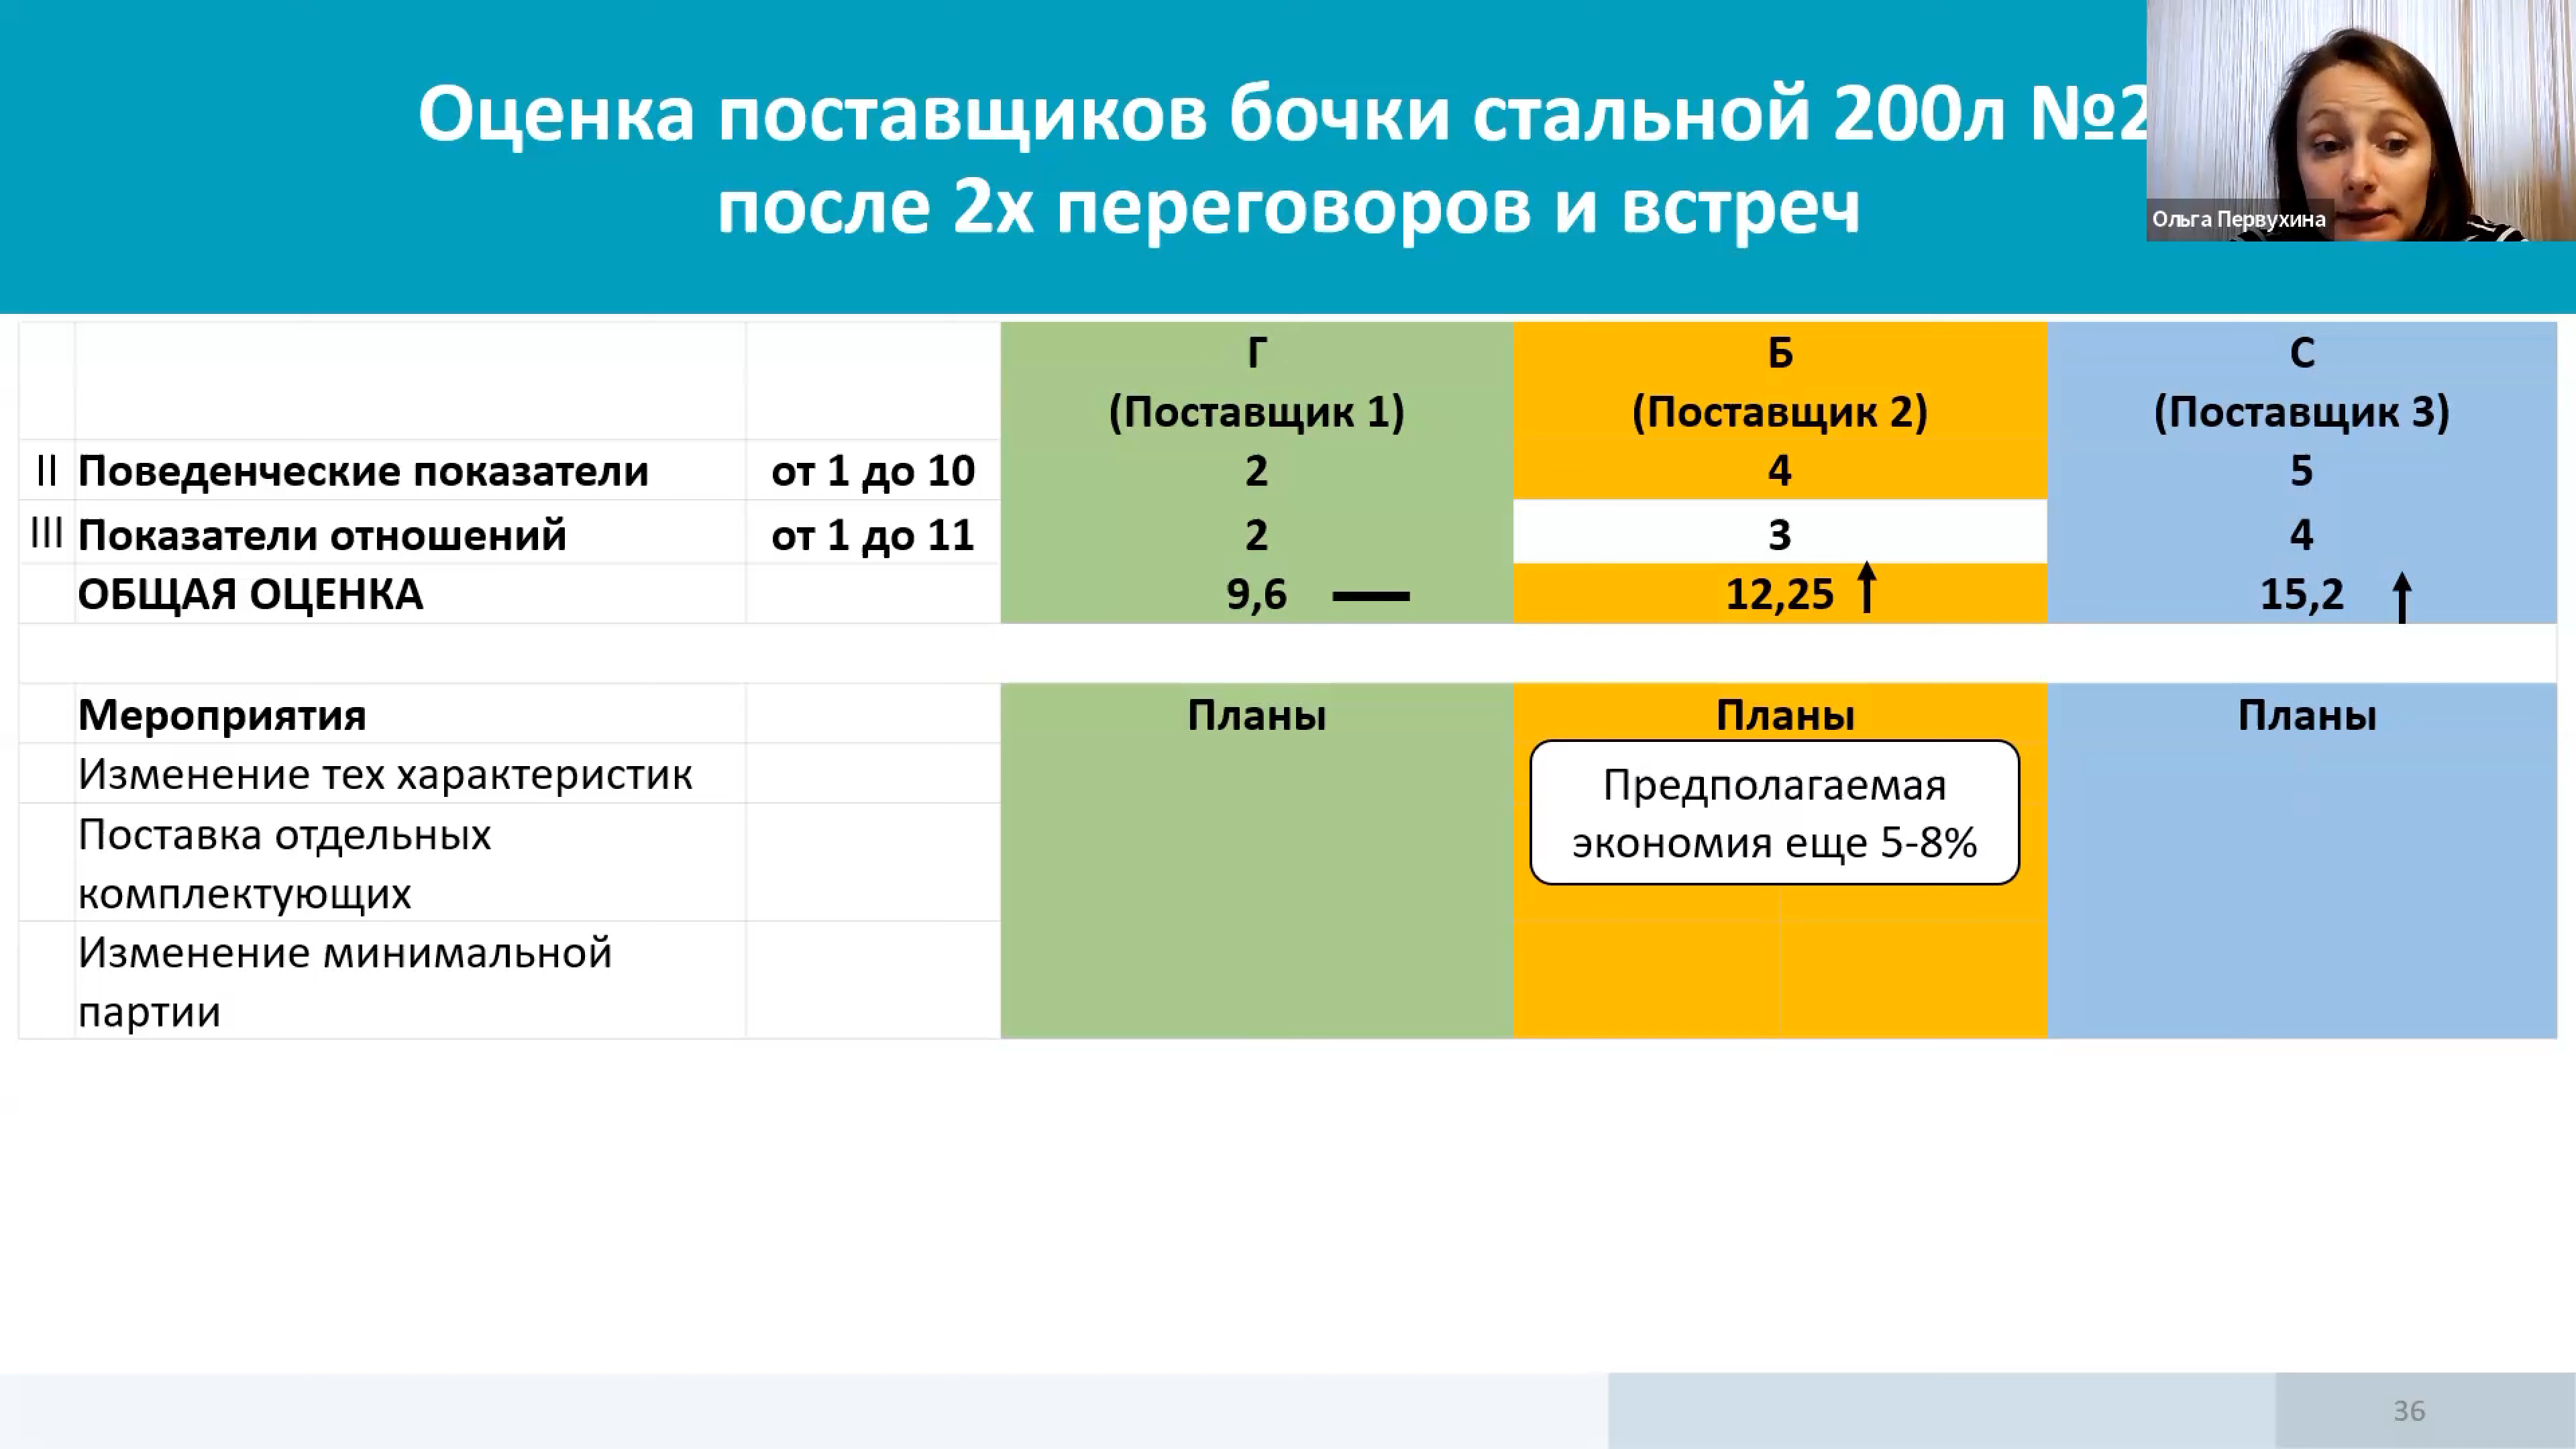 Оценка поставщиков бочки стальной 200л №2
после 2х переговоров и встреч
Ольга Первухина
Г
(Поставщик 1)
Б
(Поставщик 2)
С
(Поставщик 3)
II Поведенческие показатели от 1 до 10 2 4 5
III Показатели отношений от 1 до 11 2 3 4
ОБЩАЯ ОЦЕНКА 9,6 12,25 15,2
Мероприятия Планы Планы Планы
Изменение тех характеристик
Поставка отдельных
комплектующих
Изменение минимальной
партии
Предполагаемая
экономия еще 5-8%
36